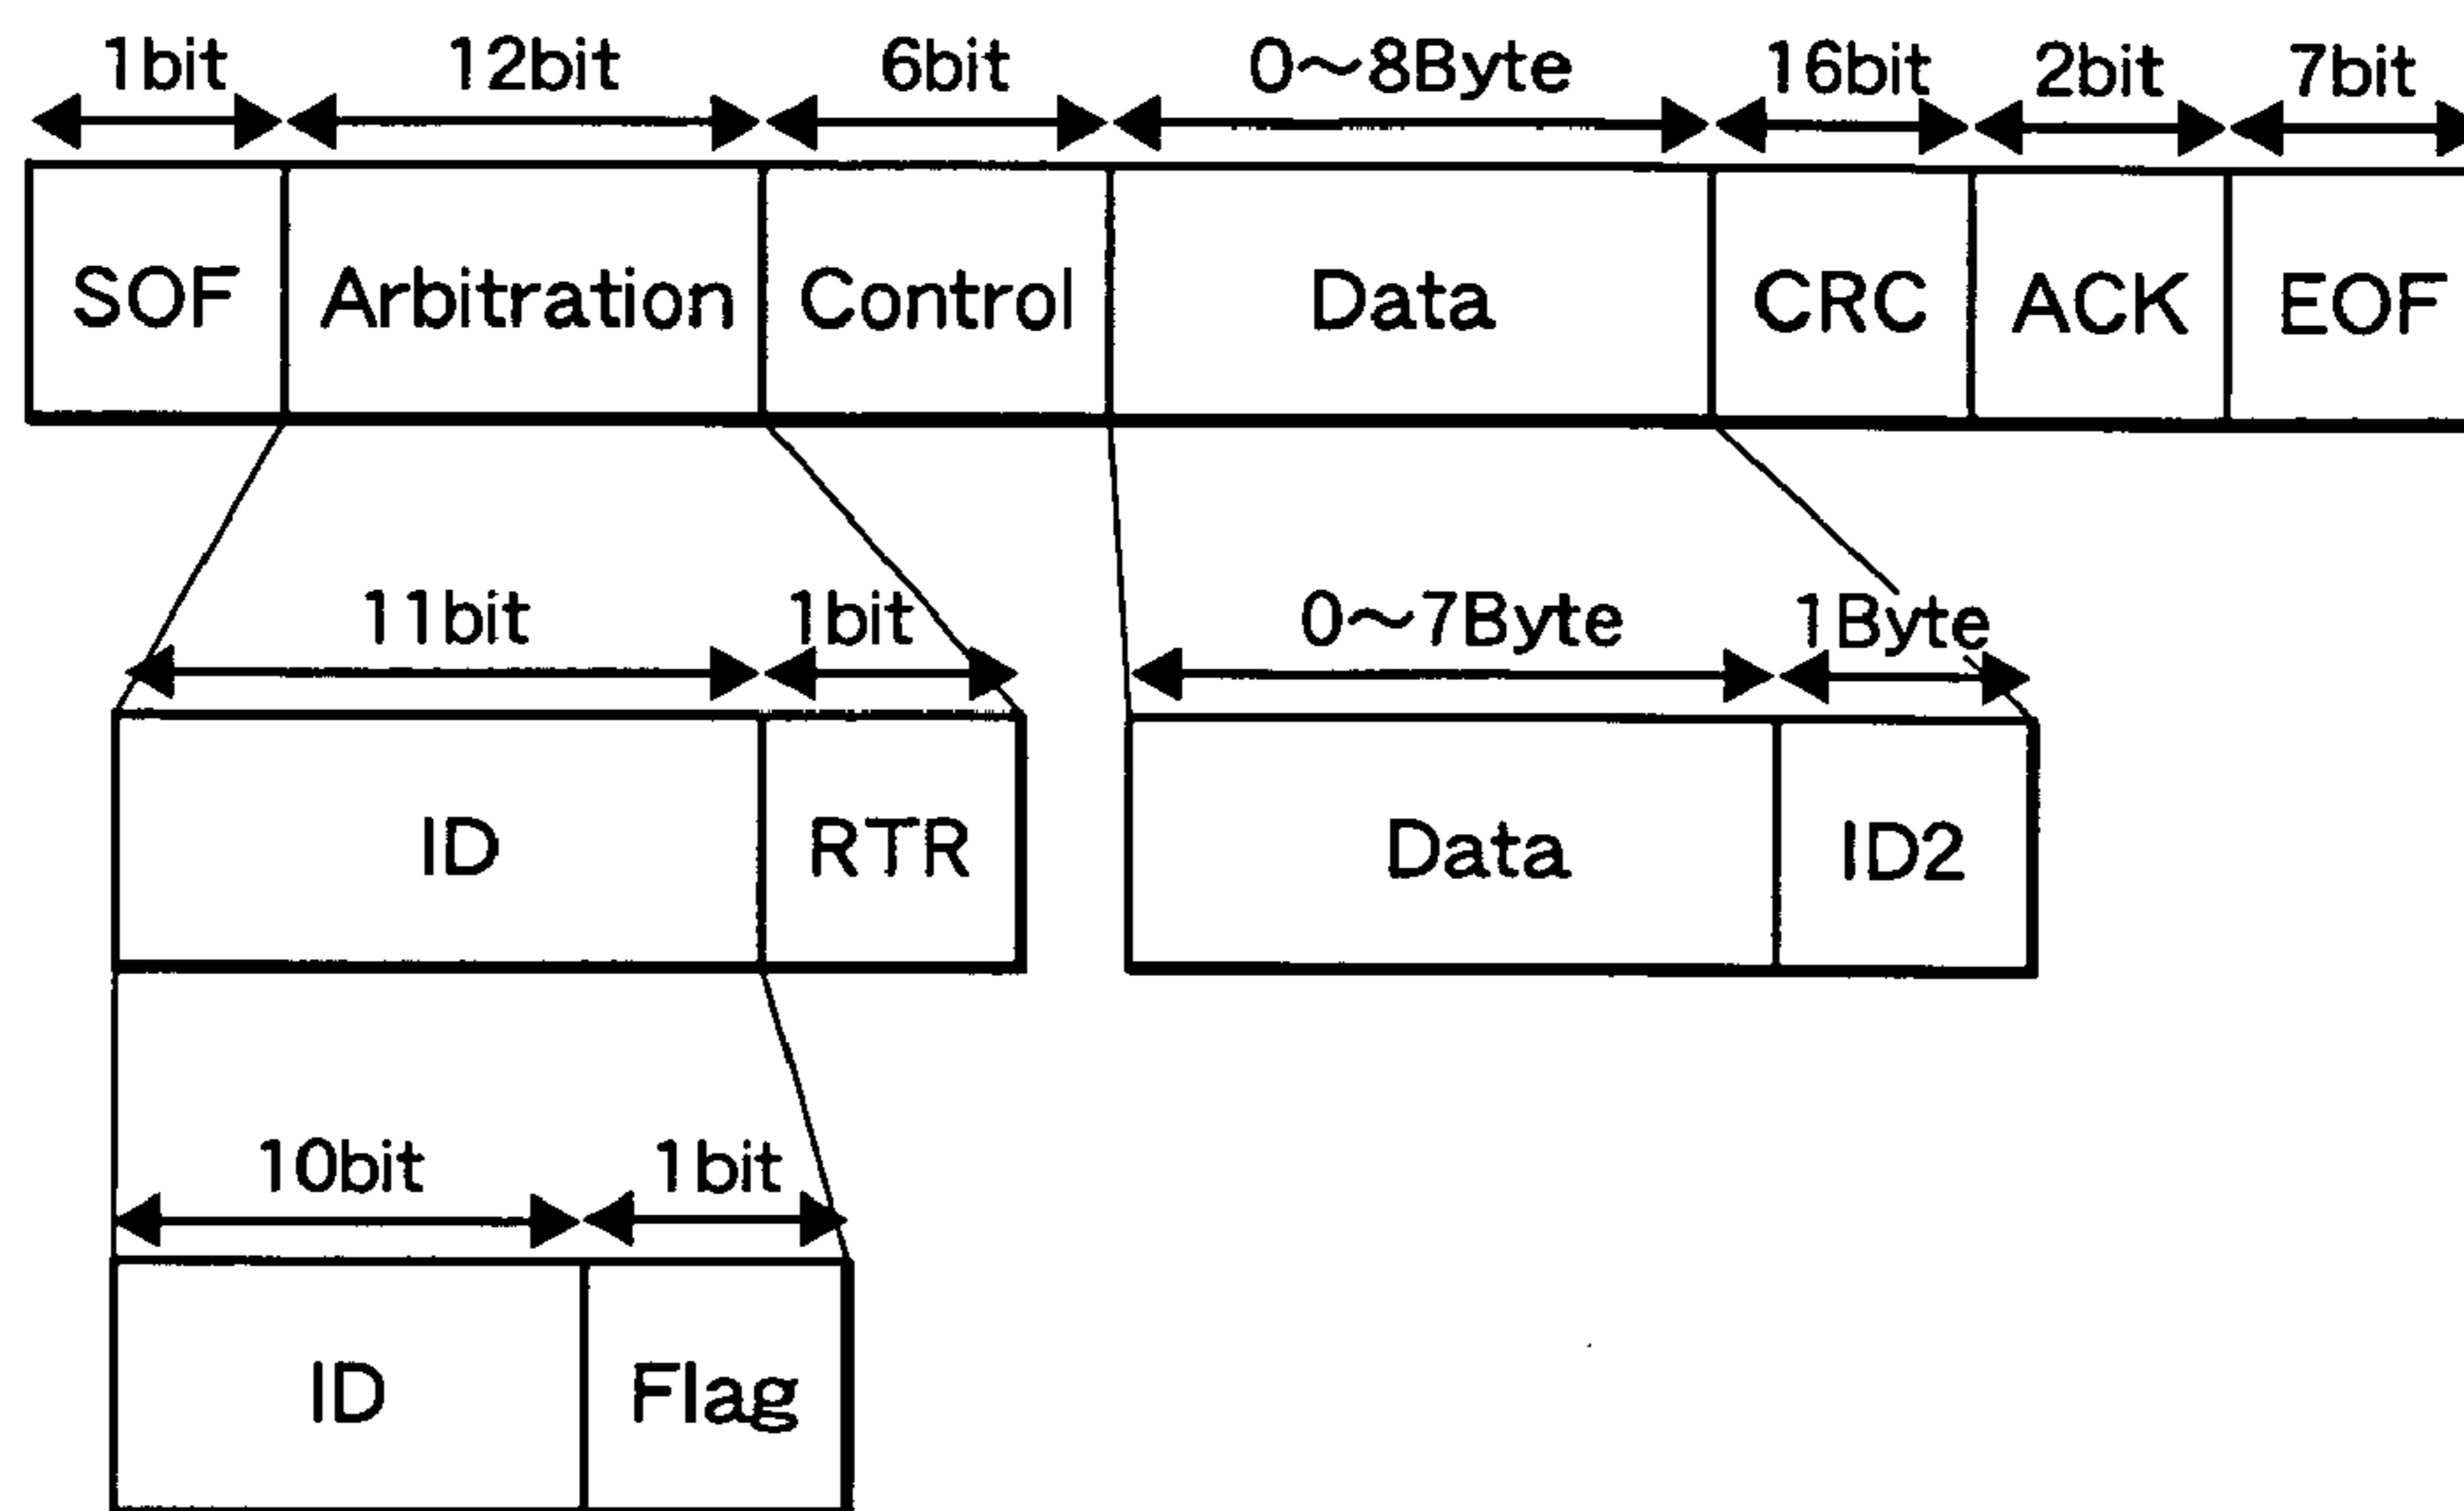 1bit 12bit 6bit 0～8Byte 16bit 2bit 7bit
SOF Arbitration Control Data CRC ACK EOF
11bit 1bit 0～7Byte 1Byte
ID RTR Data ID2
10bit 1bit
ID Flag